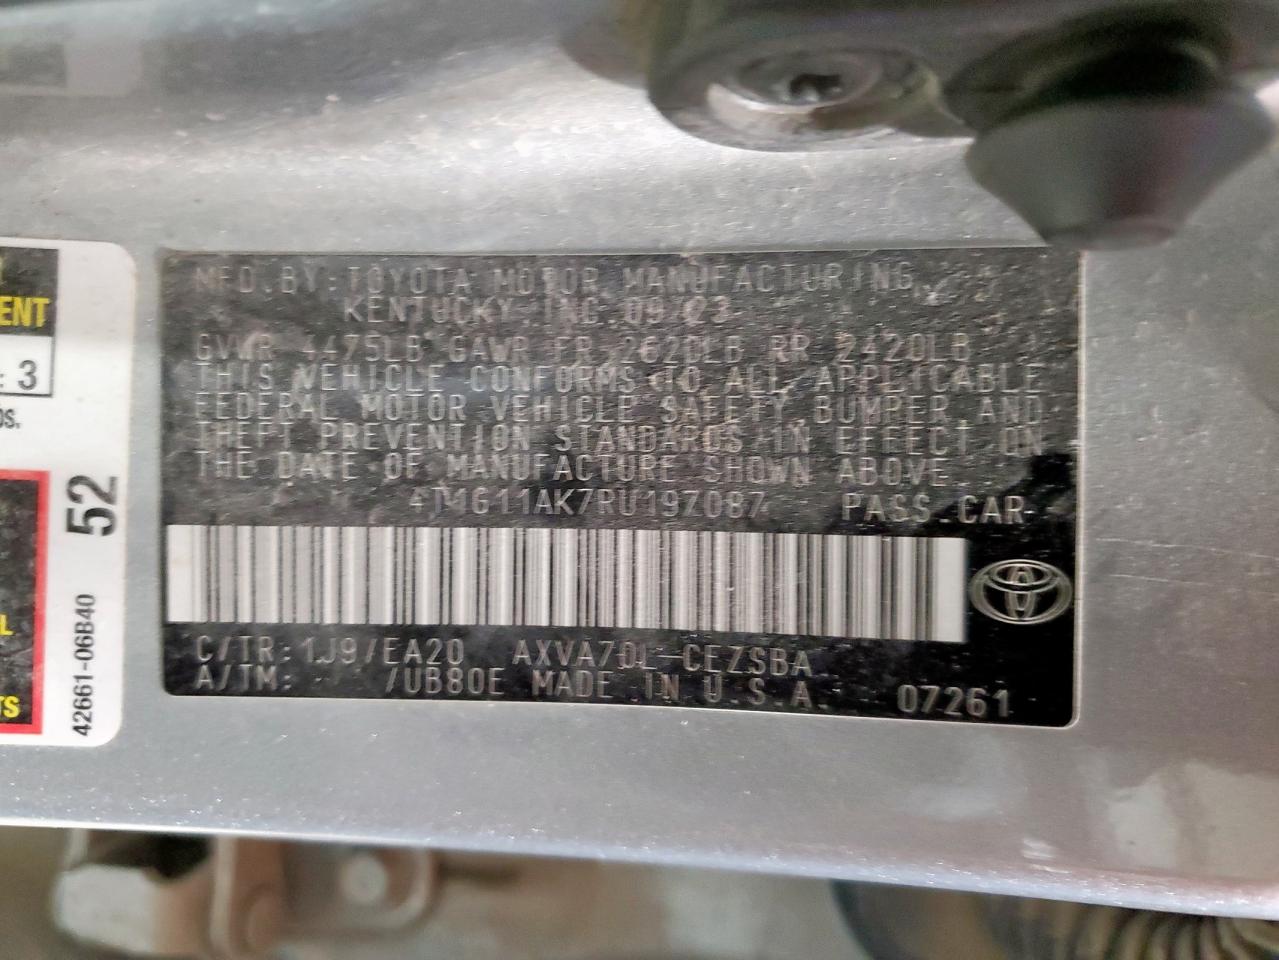 MFD.BY:TOYOTA MOTOR MANUFACTURING
KENTUCKY,INC. 09/23
GVWR 4475LB GAWR FR 2620LB RR 2420LB
THIS VEHICLE CONFORMS TO ALL APPLICABLE
FEDERAL MOTOR VEHICLE SAFETY, BUMPER, AND
THEFT PREVENTION STANDARDS IN EFFECT ON
THE DATE OF MANUFACTURE SHOWN ABOVE.
4T1G11AK7RU197087 PASS.CAR
C/TR:1J9/EA20 AXVA70L-CEZSBA
A/TM: /UB80E MADE IN U.S.A. 07261
ENT
: 3
52
42661-06B40